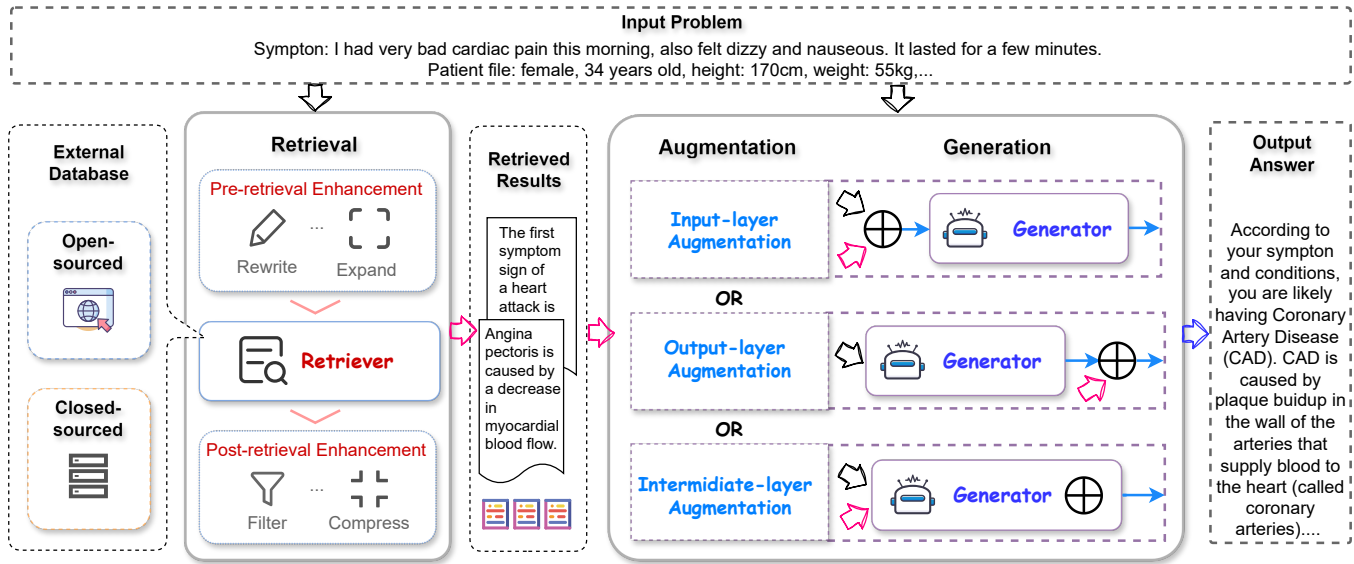 Input Problem
Sympton: I had very bad cardiac pain this morning, also felt dizzy and nauseous. It lasted for a few minutes.
Patient file: female, 34 years old, height: 170cm, weight: 55kg,...
External
Database
Open-
sourced
Closed-
sourced
Retrieval
Pre-retrieval Enhancement
...
Rewrite
Expand
Retriever
Post-retrieval Enhancement
...
Filter
Compress
Retrieved
Results
The first
symptom
sign of
a heart
attack is
Angina
pectoris is
caused by
a decrease
in
myocardial
blood flow.
Augmentation
Generation
Input-layer
Augmentation
Generator
OR
Output-layer
Augmentation
Generator
OR
Intermidiate-layer
Augmentation
Generator
Output
Answer
According to
your sympton
and conditions,
you are likely
having Coronary
Artery Disease
(CAD). CAD is
caused by
plaque buidup in
the wall of the
arteries that
supply blood to
the heart (called
coronary
arteries)....